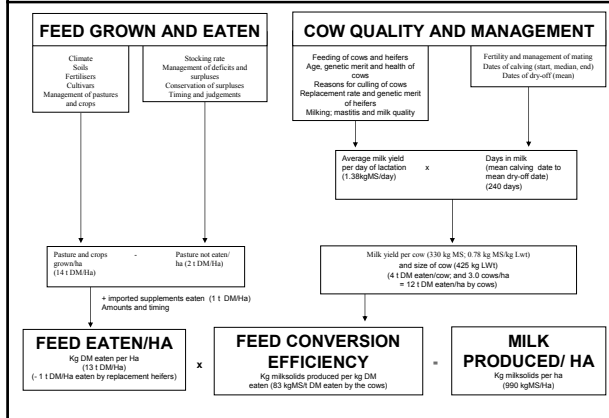 FEED GROWN AND EATEN
Climate
Soils
Fertilisers
Cultivars
Management of pastures
and crops
Stocking rate
Management of deficits and
surpluses
Conservation of surpluses
Timing and judgements
COW QUALITY AND MANAGEMENT
Feeding of cows and heifers
Age, genetic merit and health of
cows
Reasons for culling of cows
Replacement rate and genetic merit
of heifers
Milking; mastitis and milk quality
Fertility and management of mating
Dates of calving (start, median, end)
Dates of dry-off (mean)
Average milk yield
per day of lactation
(1.38kgMS/day)
x
Days in milk
(mean calving date to
mean dry-off date)
(240 days)
Pasture and crops
grown/ha
(14 t DM/Ha)
-
Pasture not eaten/
ha (2 t DM/Ha)
Milk yield per cow (330 kg MS; 0.78 kg MS/kg Lwt)
and size of cow (425 kg LWt)
(4 t DM eaten/cow; and 3.0 cows/ha
= 12 t DM eaten/ha by cows)
+ imported supplements eaten (1 t DM/Ha)
Amounts and timing
FEED EATEN/HA
Kg DM eaten per Ha
(13 t DM/Ha)
(- 1 t DM/Ha eaten by replacement heifers)
x
FEED CONVERSION
EFFICIENCY
Kg milksolids produced per kg DM
eaten (83 kgMS/t DM eaten by the cows)
=
MILK
PRODUCED/ HA
Kg milksolids per ha
(990 kgMS/Ha)